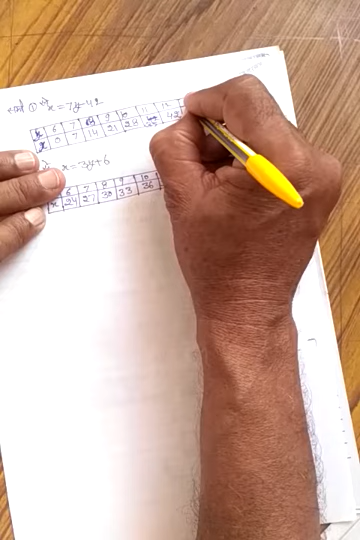 ① x = 7y - 42
y 6 7 8 9 10 11 12
x 0 7 14 21 28 35 42
x = 3y + 6
y 6 7 8 9 10
x 24 27 30 33 36